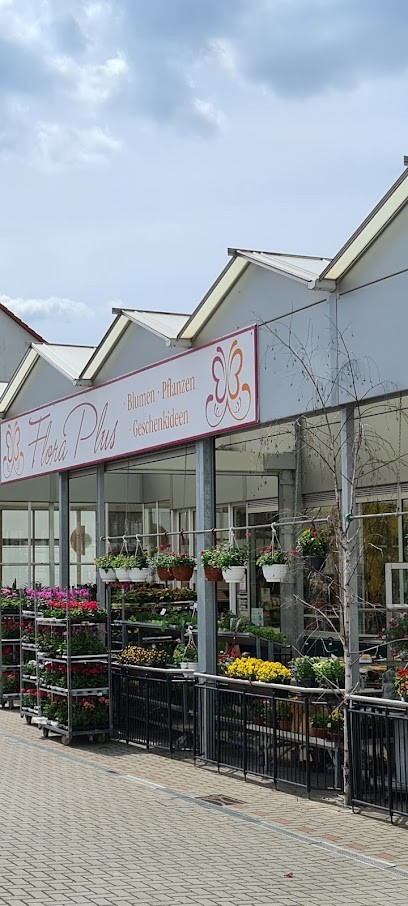 Flora Plus
· Blumen · Pflanzen
· Geschenkideen